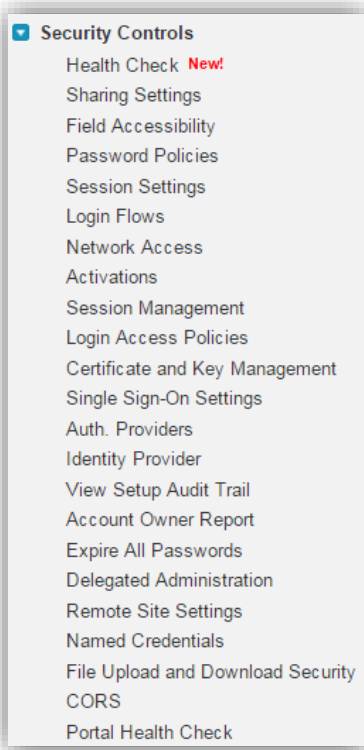 Security Controls
Health Check New!
Sharing Settings
Field Accessibility
Password Policies
Session Settings
Login Flows
Network Access
Activations
Session Management
Login Access Policies
Certificate and Key Management
Single Sign-On Settings
Auth. Providers
Identity Provider
View Setup Audit Trail
Account Owner Report
Expire All Passwords
Delegated Administration
Remote Site Settings
Named Credentials
File Upload and Download Security
CORS
Portal Health Check